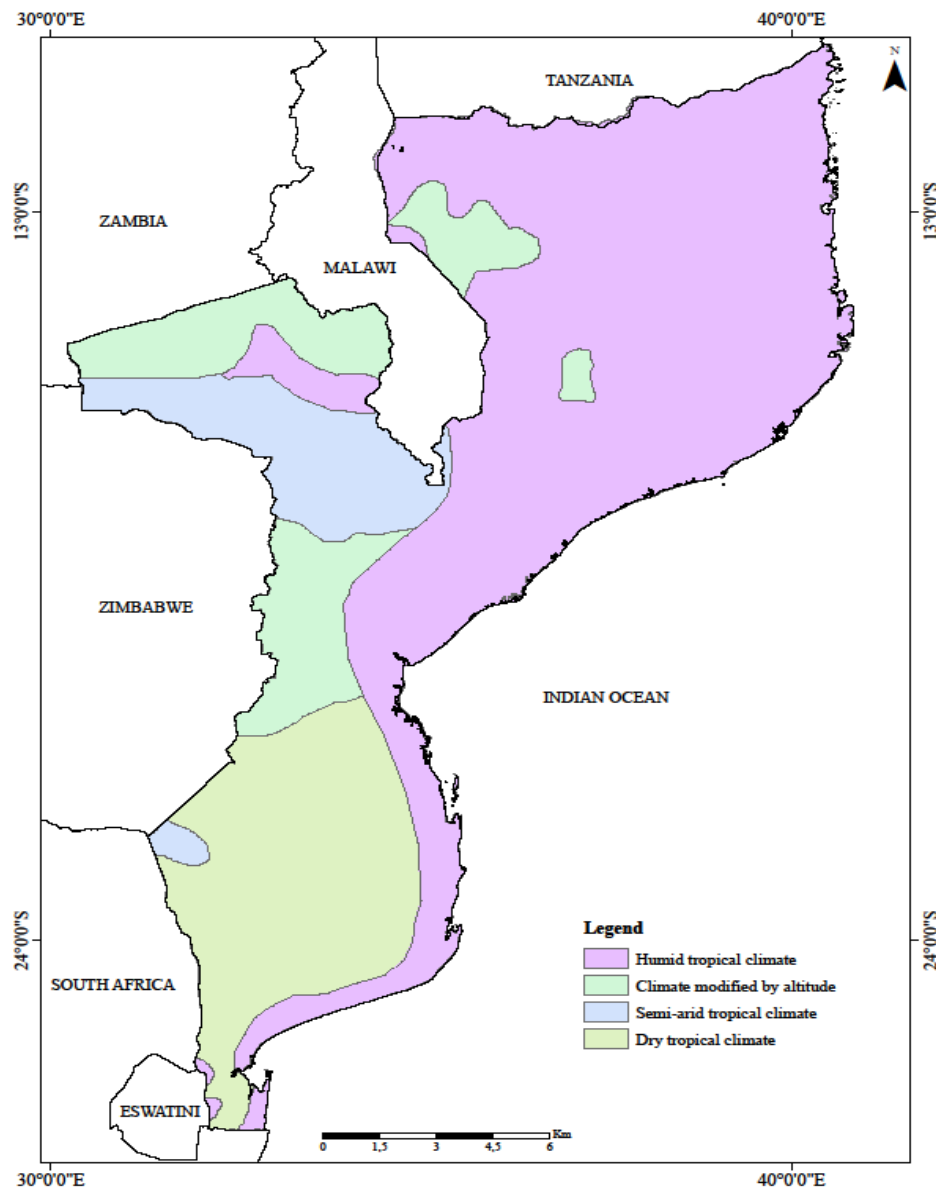 30°0'0"E 40°0'0"E
N
TANZANIA
13°0'0"S 13°0'0"S
ZAMBIA
MALAWI
ZIMBABWE
INDIAN OCEAN
24°0'0"S 24°0'0"S
Legend
Humid tropical climate
Climate modified by altitude
Semi-arid tropical climate
Dry tropical climate
SOUTH AFRICA
ESWATINI
Km
0 1,5 3 4,5 6
30°0'0"E 40°0'0"E